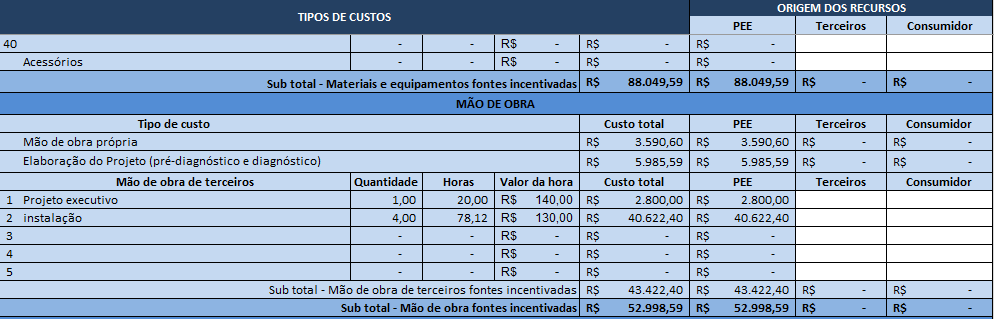 TIPOS DE CUSTOS ORIGEM DOS RECURSOS
PEE Terceiros Consumidor
40 - - R$ - R$ - R$ -
Acessórios - - R$ - R$ - R$ -
Sub total - Materiais e equipamentos fontes incentivadas R$ 88.049,59 R$ 88.049,59 R$ - R$ -
MÃO DE OBRA
Tipo de custo Custo total PEE Terceiros Consumidor
Mão de obra própria R$ 3.590,60 R$ 3.590,60 R$ - R$ -
Elaboração do Projeto (pré-diagnóstico e diagnóstico) R$ 5.985,59 R$ 5.985,59 R$ - R$ -
Mão de obra de terceiros Quantidade Horas Valor da hora Custo total PEE Terceiros Consumidor
1 Projeto executivo 1,00 20,00 R$ 140,00 R$ 2.800,00 R$ 2.800,00
2 instalação 4,00 78,12 R$ 130,00 R$ 40.622,40 R$ 40.622,40
3 - - R$ - R$ - R$ -
4 - - R$ - R$ - R$ -
5 - - R$ - R$ - R$ -
Sub total - Mão de obra de terceiros fontes incentivadas R$ 43.422,40 R$ 43.422,40 R$ - R$ -
Sub total - Mão de obra fontes incentivadas R$ 52.998,59 R$ 52.998,59 R$ - R$ -